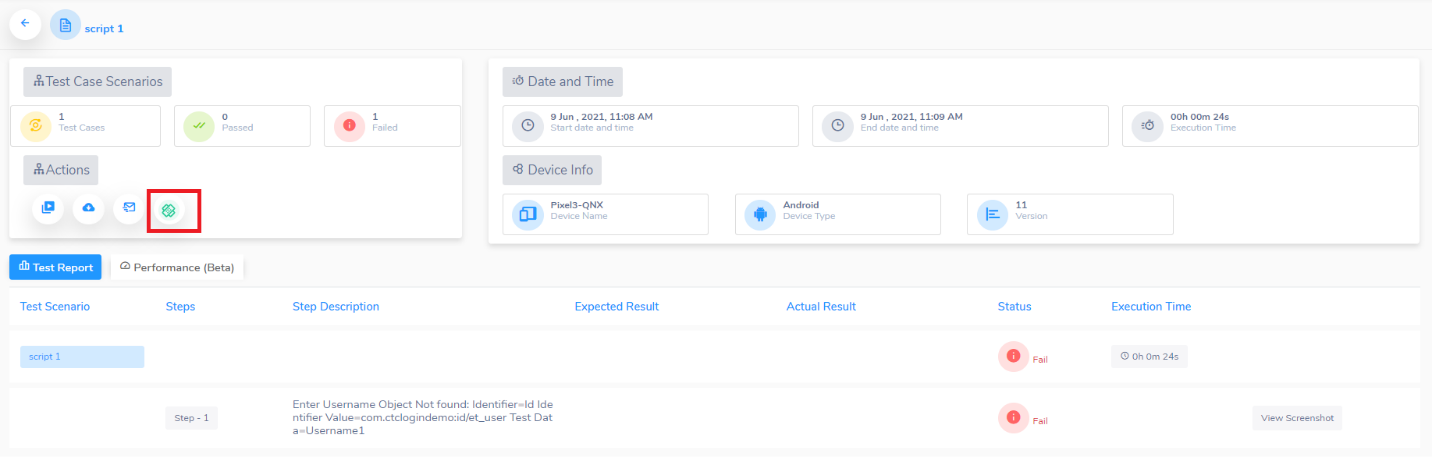 script 1
Test Case Scenarios
1
Test Cases
0
Passed
1
Failed
Actions
Date and Time
9 Jun , 2021, 11:08 AM
Start date and time
9 Jun , 2021, 11:09 AM
End date and time
00h 00m 24s
Execution Time
Device Info
Pixel3-QNX
Device Name
Android
Device Type
11
Version
Test Report
Performance (Beta)
Test Scenario Steps Step Description Expected Result Actual Result Status Execution Time
script 1 Fail 0h 0m 24s
Step - 1
Enter Username Object Not found: Identifier=Id Ide
ntifier Value=com.ctclogindemo:id/et_user Test Dat
a=Username1
Fail
View Screenshot